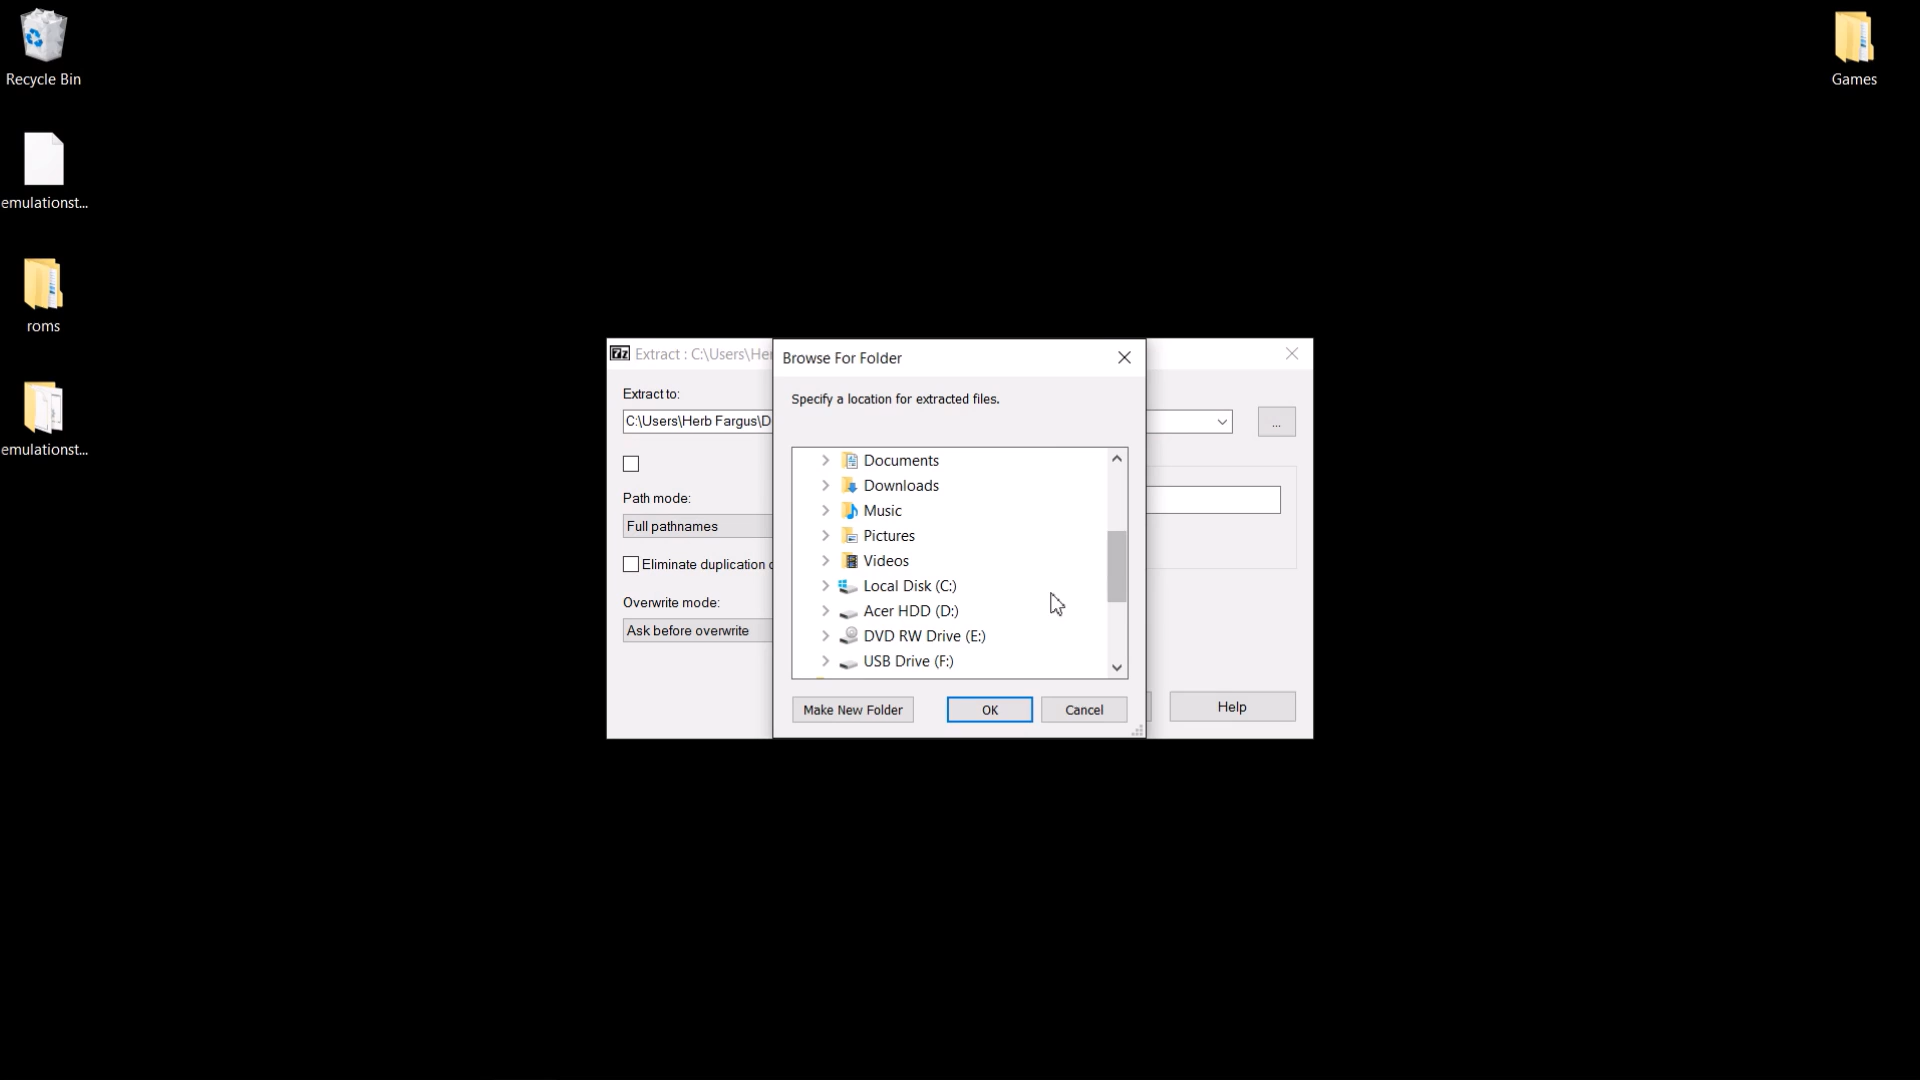 Recycle Bin
Games
emulationst...
roms
emulationst...
Extract : C:\Users\He
Extract to:
C:\Users\Herb Fargus\D
...
Path mode:
Full pathnames
Eliminate duplication
Overwrite mode:
Ask before overwrite
Help
Browse For Folder
Specify a location for extracted files.
Documents
Downloads
Music
Pictures
Videos
Local Disk (C:)
Acer HDD (D:)
DVD RW Drive (E:)
USB Drive (F:)
Make New Folder
OK
Cancel